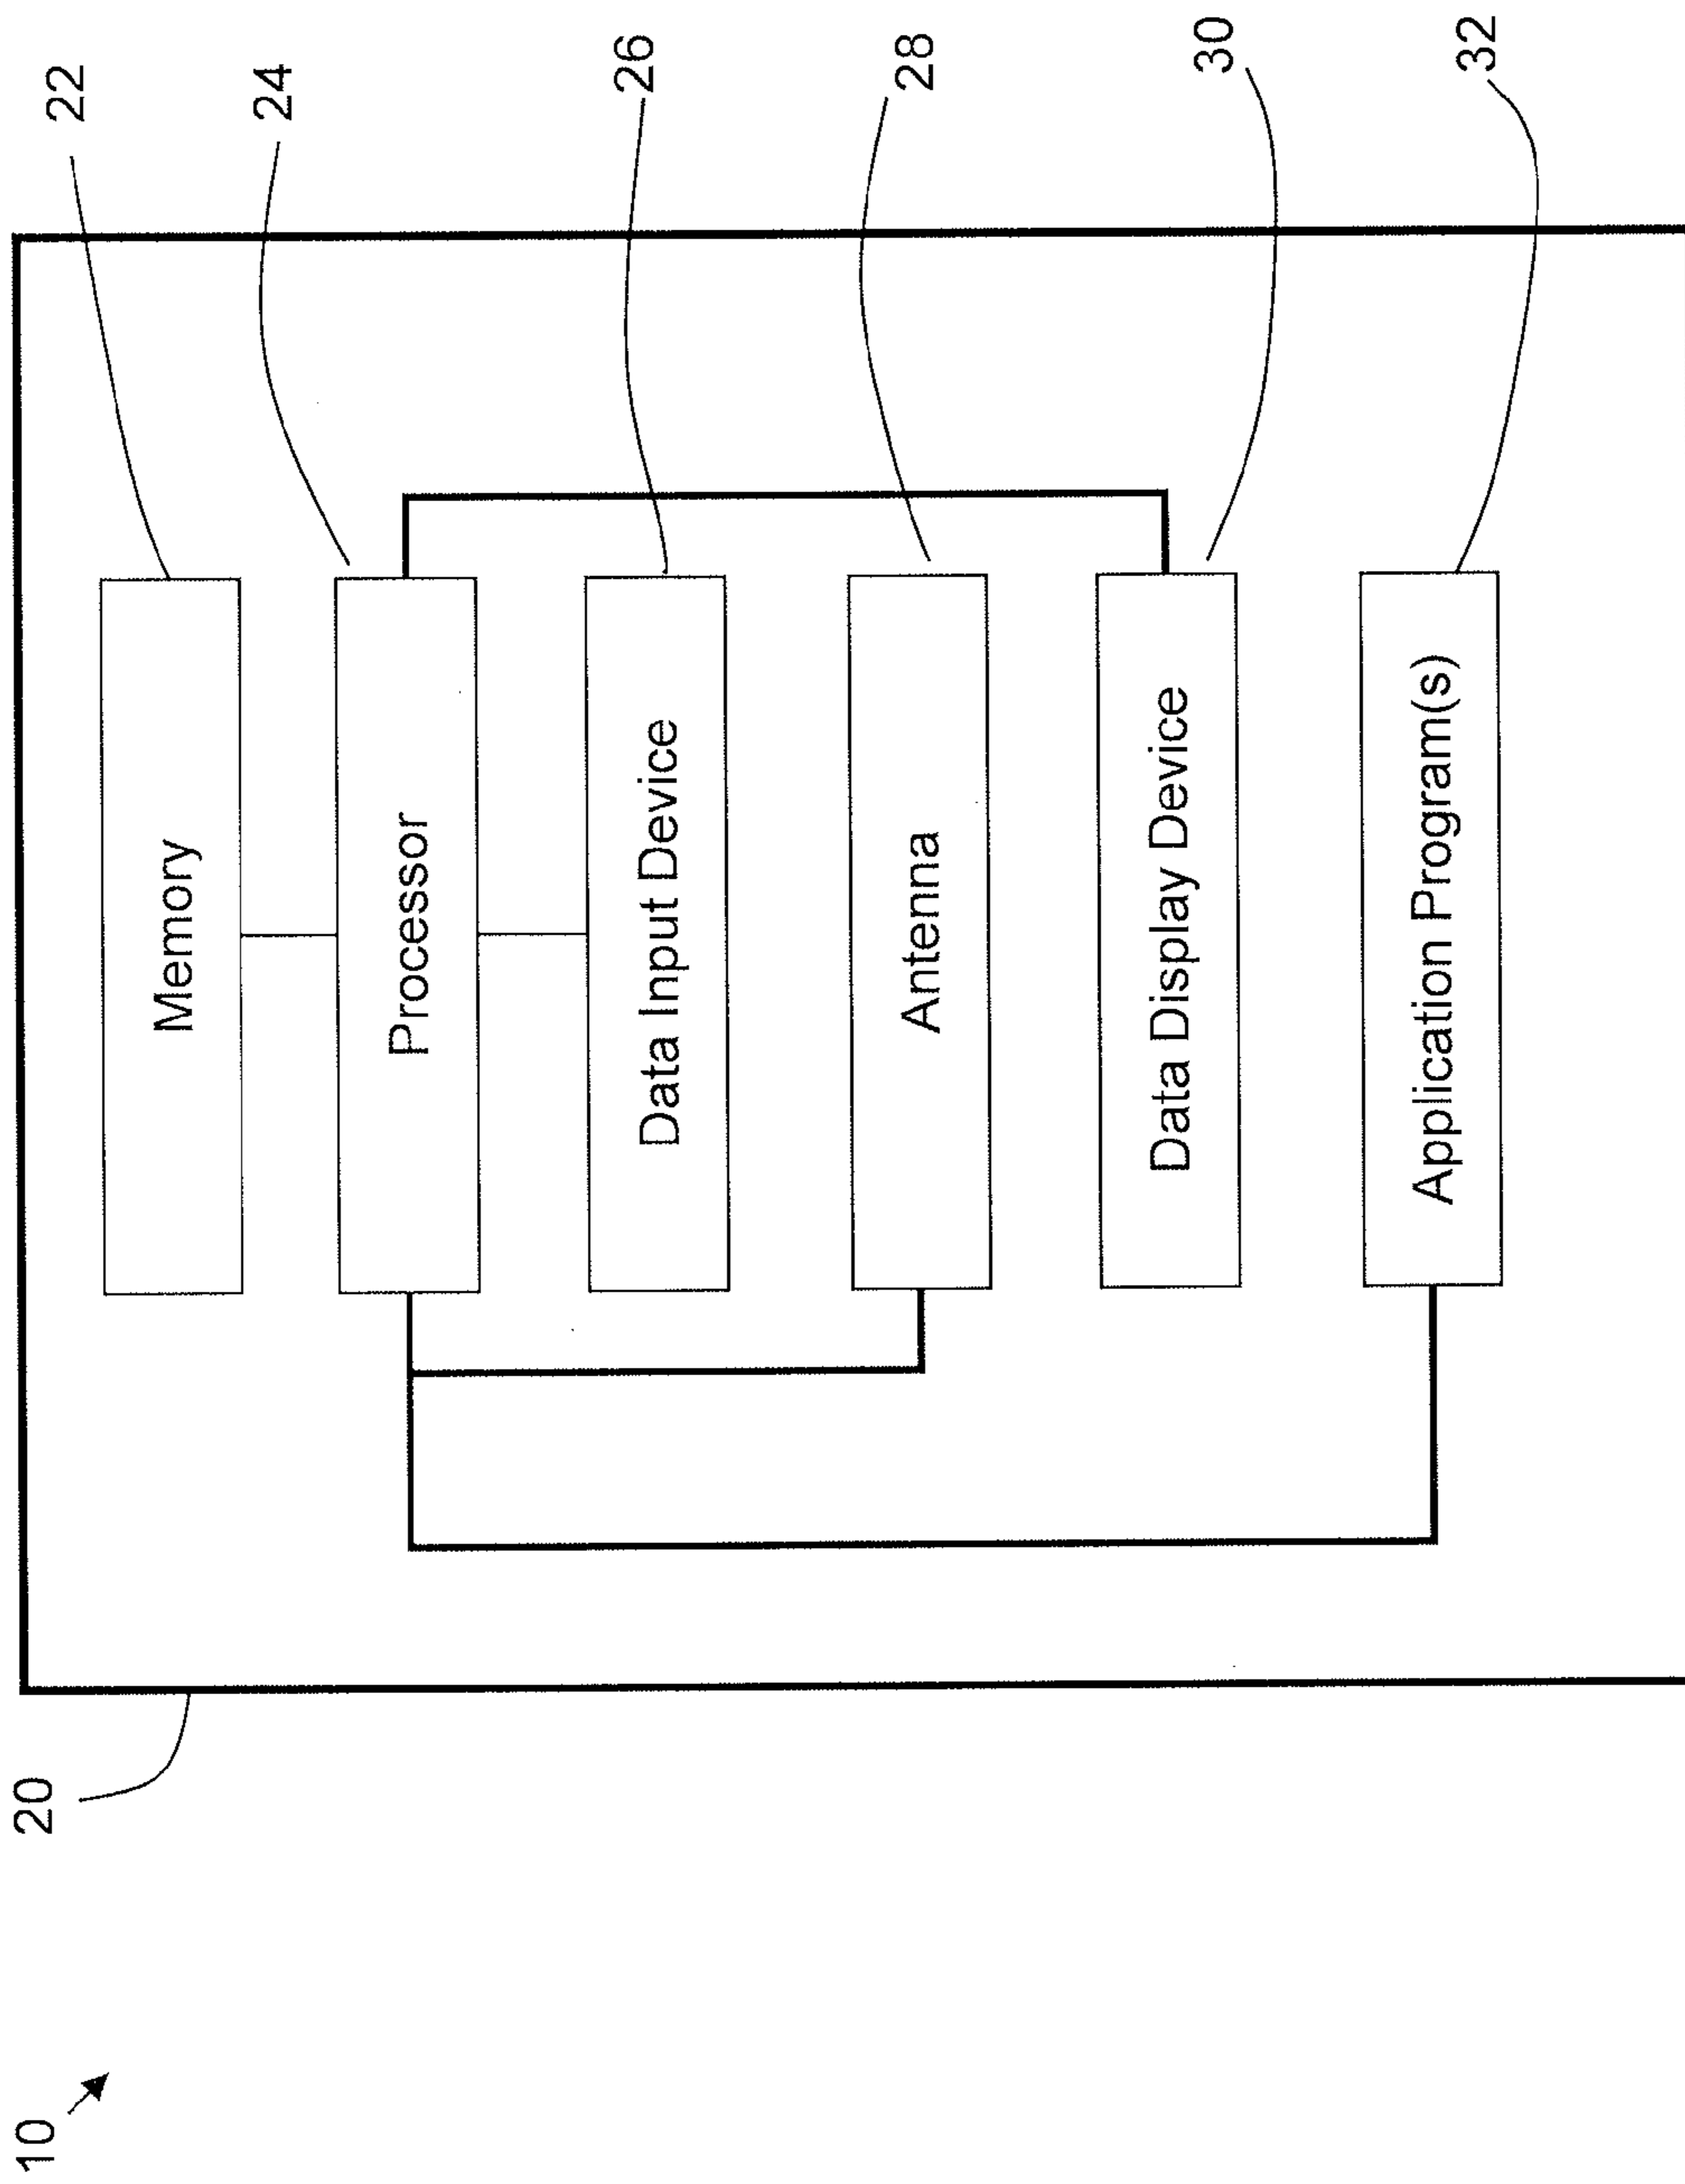 10
20
22
Memory
24
Processor
26
Data Input Device
28
Antenna
30
Data Display Device
32
Application Program(s)